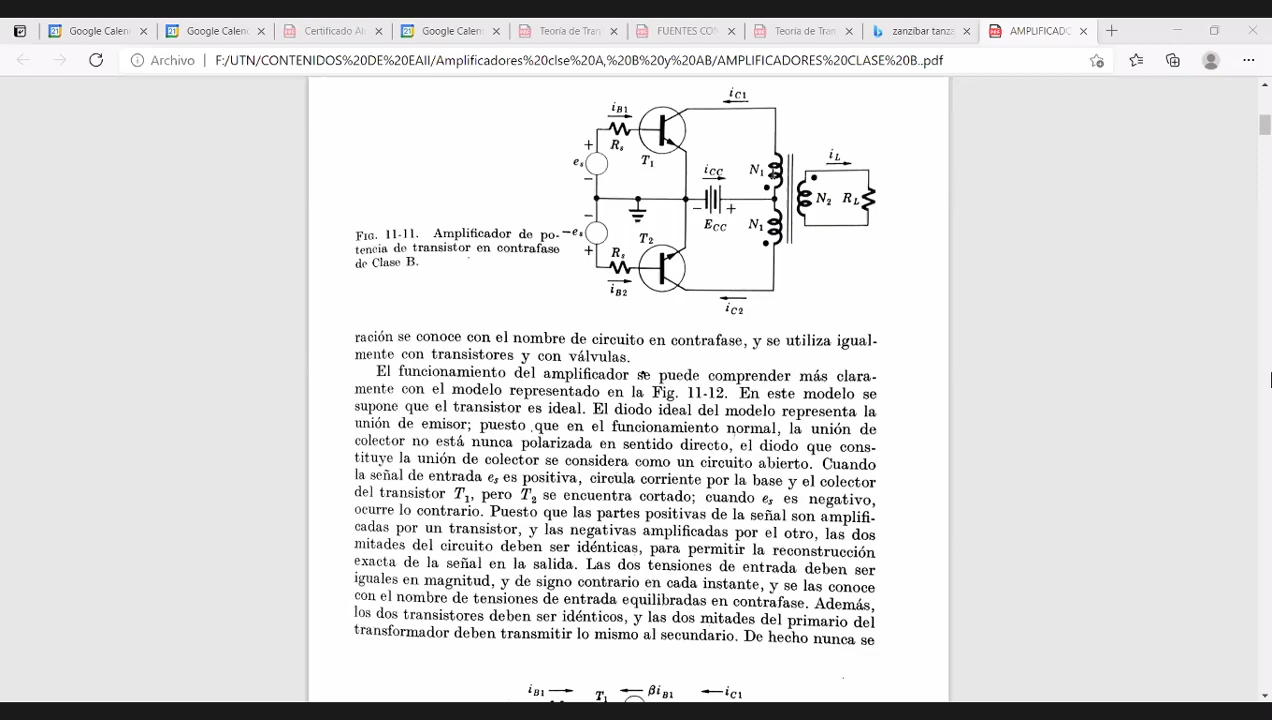 Google Calen
Google Calenc
Certificado Al
Google Calen
Teoría de Tran
FUENTES CON
Teoría de Tran
zanzibar tanza
AMPLIFICADO
Archivo
F:/UTN/CONTENIDOS%20DE%20EAII/Amplificadores%20clse%20A,%20B%20y%20AB/AMPLIFICADORES%20CLASE%20B..pdf
iC1
iB1
+
Rs
es
T1
iCC
N1
iL
−
N2
RL
−
+
−
ECC
N1
−es
T2
+
Rs
iB2
iC2
FIG. 11-11. Amplificador de po-
tencia de transistor en contrafase
de Clase B.
ración se conoce con el nombre de circuito en contrafase, y se utiliza igual-
mente con transistores y con válvulas.
El funcionamiento del amplificador se puede comprender más clara-
mente con el modelo representado en la Fig. 11-12. En este modelo se
supone que el transistor es ideal. El diodo ideal del modelo representa la
unión de emisor; puesto que en el funcionamiento normal, la unión de
colector no está nunca polarizada en sentido directo, el diodo que cons-
tituye la unión de colector se considera como un circuito abierto. Cuando
la señal de entrada es es positiva, circula corriente por la base y el colector
del transistor T1, pero T2 se encuentra cortado; cuando es es negativo,
ocurre lo contrario. Puesto que las partes positivas de la señal son amplifi-
cadas por un transistor, y las negativas amplificadas por el otro, las dos
mitades del circuito deben ser idénticas, para permitir la reconstrucción
exacta de la señal en la salida. Las dos tensiones de entrada deben ser
iguales en magnitud, y de signo contrario en cada instante, y se las conoce
con el nombre de tensiones de entrada equilibradas en contrafase. Además,
los dos transistores deben ser idénticos, y las dos mitades del primario del
transformador deben transmitir lo mismo al secundario. De hecho nunca se
iB1
T1
βiB1
iC1